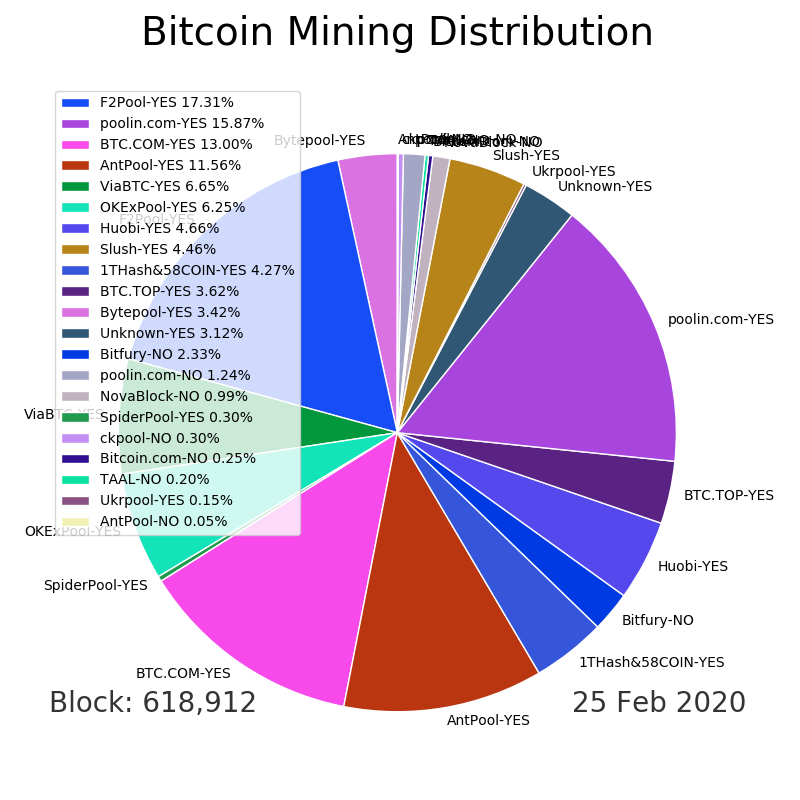 Bitcoin Mining Distribution
F2Pool-YES 17.31%
poolin.com-YES 15.87%
BTC.COM-YES 13.00%
AntPool-YES 11.56%
ViaBTC-YES 6.65%
OKExPool-YES 6.25%
Huobi-YES 4.66%
Slush-YES 4.46%
1THash&58COIN-YES 4.27%
BTC.TOP-YES 3.62%
Bytepool-YES 3.42%
Unknown-YES 3.12%
Bitfury-NO 2.33%
poolin.com-NO 1.24%
NovaBlock-NO 0.99%
SpiderPool-YES 0.30%
ckpool-NO 0.30%
Bitcoin.com-NO 0.25%
TAAL-NO 0.20%
Ukrpool-YES 0.15%
AntPool-NO 0.05%
Bytepool-YES
NovaBlock-NO
Slush-YES
Ukrpool-YES
Unknown-YES
F2Pool-YES
poolin.com-YES
ViaBTC-YES
BTC.TOP-YES
OKExPool-YES
Huobi-YES
SpiderPool-YES
Bitfury-NO
1THash&58COIN-YES
BTC.COM-YES
AntPool-YES
Block: 618,912
25 Feb 2020